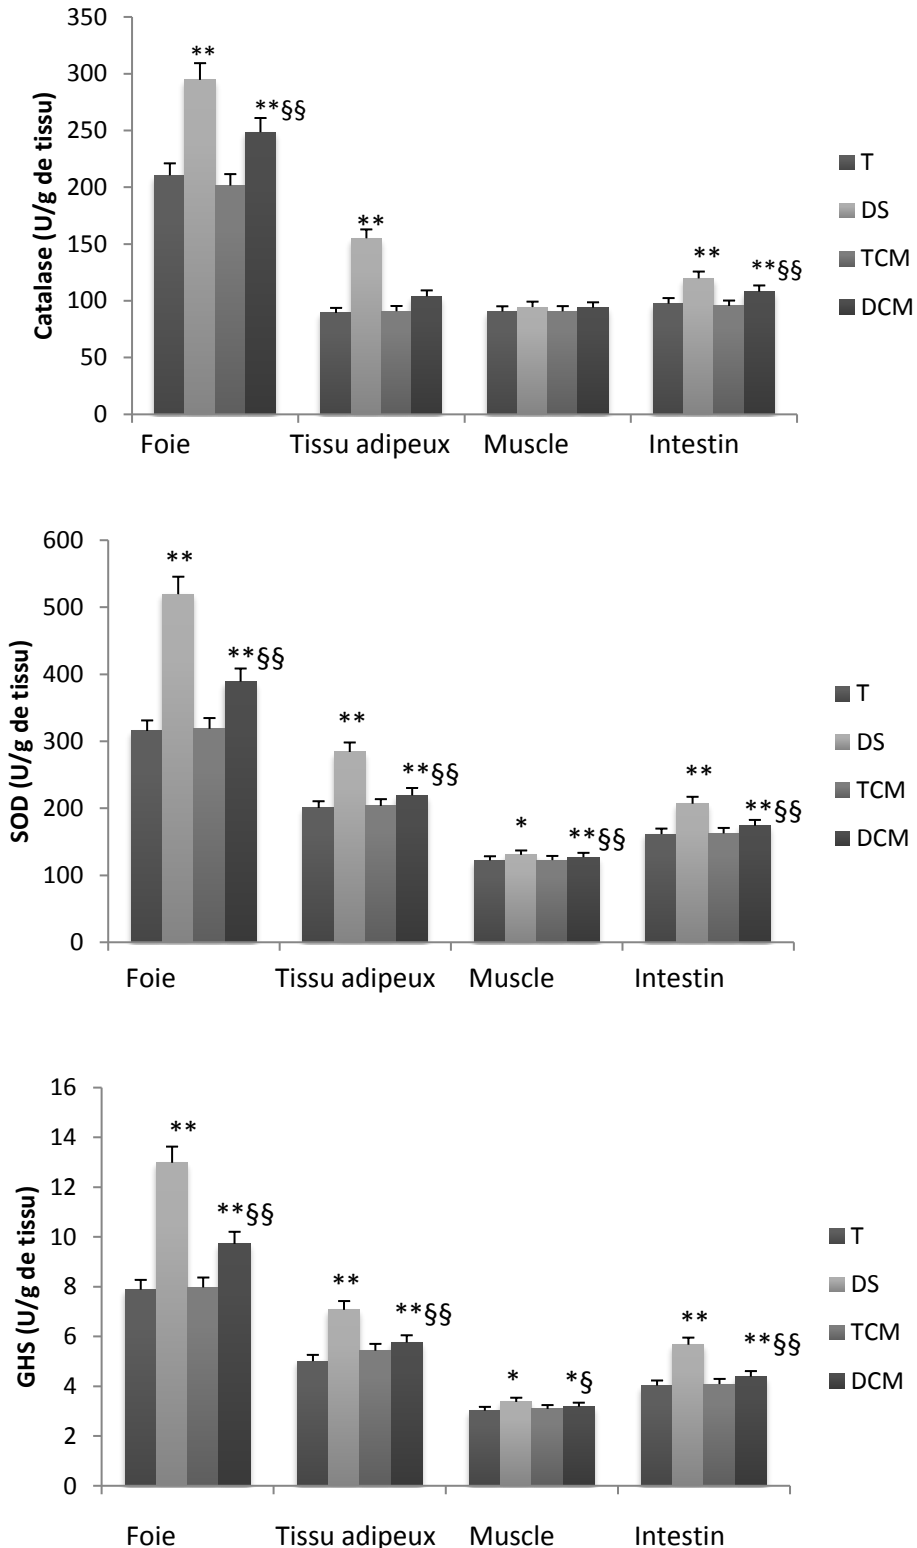 Catalase (U/g de tissu)
350
300
250
200
150
100
50
0
**
**§§
**
**
**§§
Foie Tissu adipeux Muscle Intestin
T
DS
TCM
DCM
SOD (U/g de tissu)
600
500
400
300
200
100
0
**
**§§
**
**§§
*
**§§
**
**§§
Foie Tissu adipeux Muscle Intestin
T
DS
TCM
DCM
GHS (U/g de tissu)
16
14
12
10
8
6
4
2
0
**
**§§
**
**§§
*
*§
**
**§§
Foie Tissu adipeux Muscle Intestin
T
DS
TCM
DCM